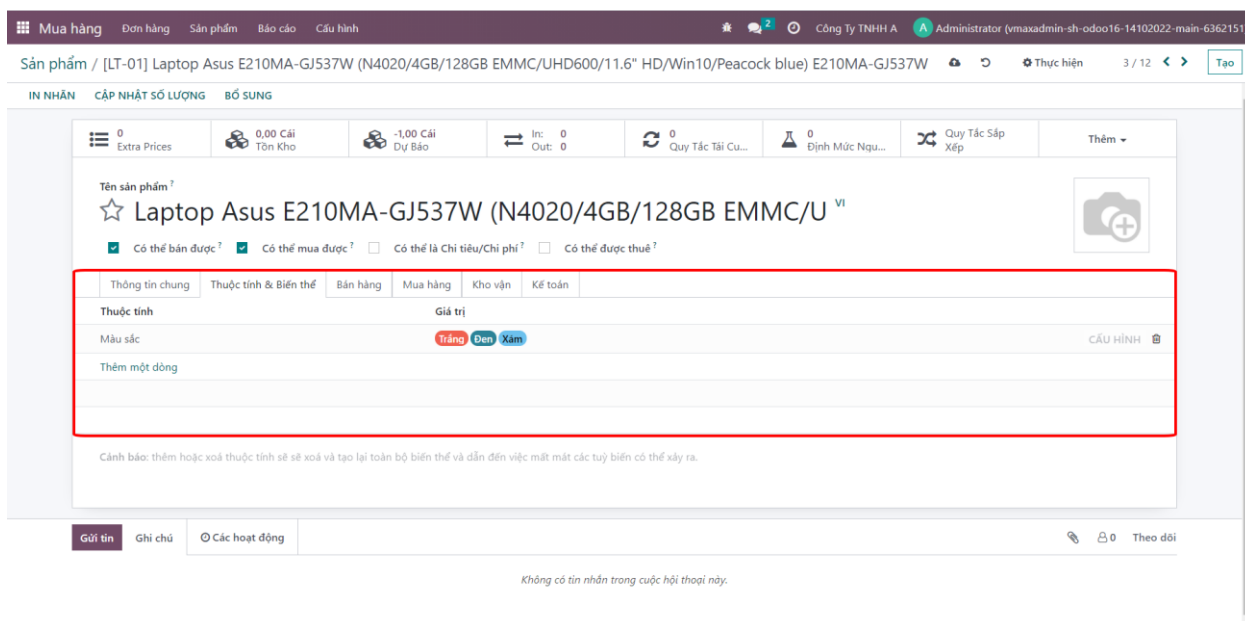 Mua hàng Đơn hàng Sản phẩm Báo cáo Cấu hình 2 Công Ty TNHH A A Administrator (vmaxadmin-sh-odoo16-14102022-main-6362151
Sản phẩm / [LT-01] Laptop Asus E210MA-GJ537W (N4020/4GB/128GB EMMC/UHD600/11.6" HD/Win10/Peacock blue) E210MA-GJ537W Thực hiện 3 / 12 Tạo
IN NHÃN CẬP NHẬT SỐ LƯỢNG BỔ SUNG
0 0,00 Cái -1,00 Cái In: 0 0 0 Quy Tắc Sắp
Extra Prices Tồn Kho Dự Báo Out: 0 Quy Tắc Tái Cu... Định Mức Ngu... Xếp Thêm
Tên sản phẩm ?
Laptop Asus E210MA-GJ537W (N4020/4GB/128GB EMMC/U VI
Có thể bán được ? Có thể mua được ? Có thể là Chi tiêu/Chi phí ? Có thể được thuê ?
Thông tin chung Thuộc tính & Biến thể Bán hàng Mua hàng Kho vận Kế toán
Thuộc tính Giá trị
Màu sắc Trắng Đen Xám CẤU HÌNH
Thêm một dòng
Cảnh báo: thêm hoặc xoá thuộc tính sẽ sẽ xoá và tạo lại toàn bộ biến thể và dẫn đến việc mất mát các tuỳ biến có thể xảy ra.
Gửi tin Ghi chú Các hoạt động 0 Theo dõi
Không có tin nhắn trong cuộc hội thoại này.